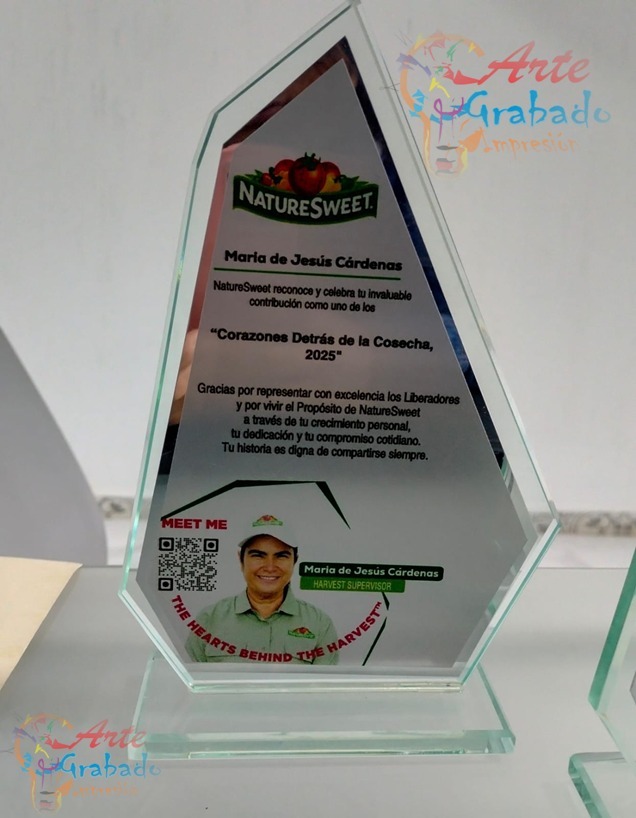 Arte
Grabado
Impresión
NATURESWEET.
Maria de Jesús Cárdenas
NatureSweet reconoce y celebra tu invaluable
contribución como uno de los
"Corazones Detrás de la Cosecha,
2025"
Gracias por representar con excelencia los Liberadores
y por vivir el Propósito de NatureSweet
a través de tu crecimiento personal,
tu dedicación y tu compromiso cotidiano.
Tu historia es digna de compartirse siempre.
MEET ME
Maria de Jesús Cárdenas
HARVEST SUPERVISOR
THE HEARTS BEHIND THE HARVEST™
Arte
Grabado
Impresión